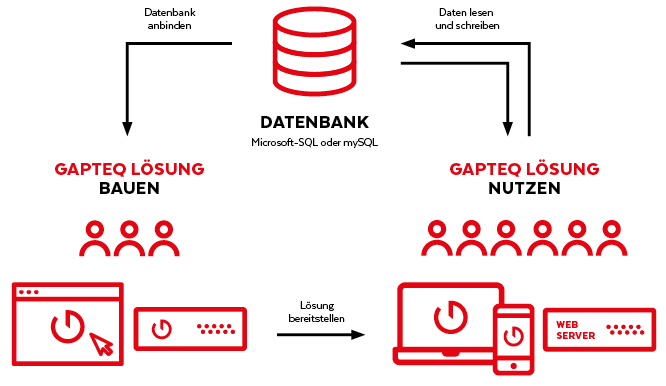 Datenbank
anbinden
Daten lesen
und schreiben
DATENBANK
Microsoft-SQL oder mySQL
GAPTEQ LÖSUNG
BAUEN
GAPTEQ LÖSUNG
NUTZEN
Lösung
bereitstellen
WEB
SERVER